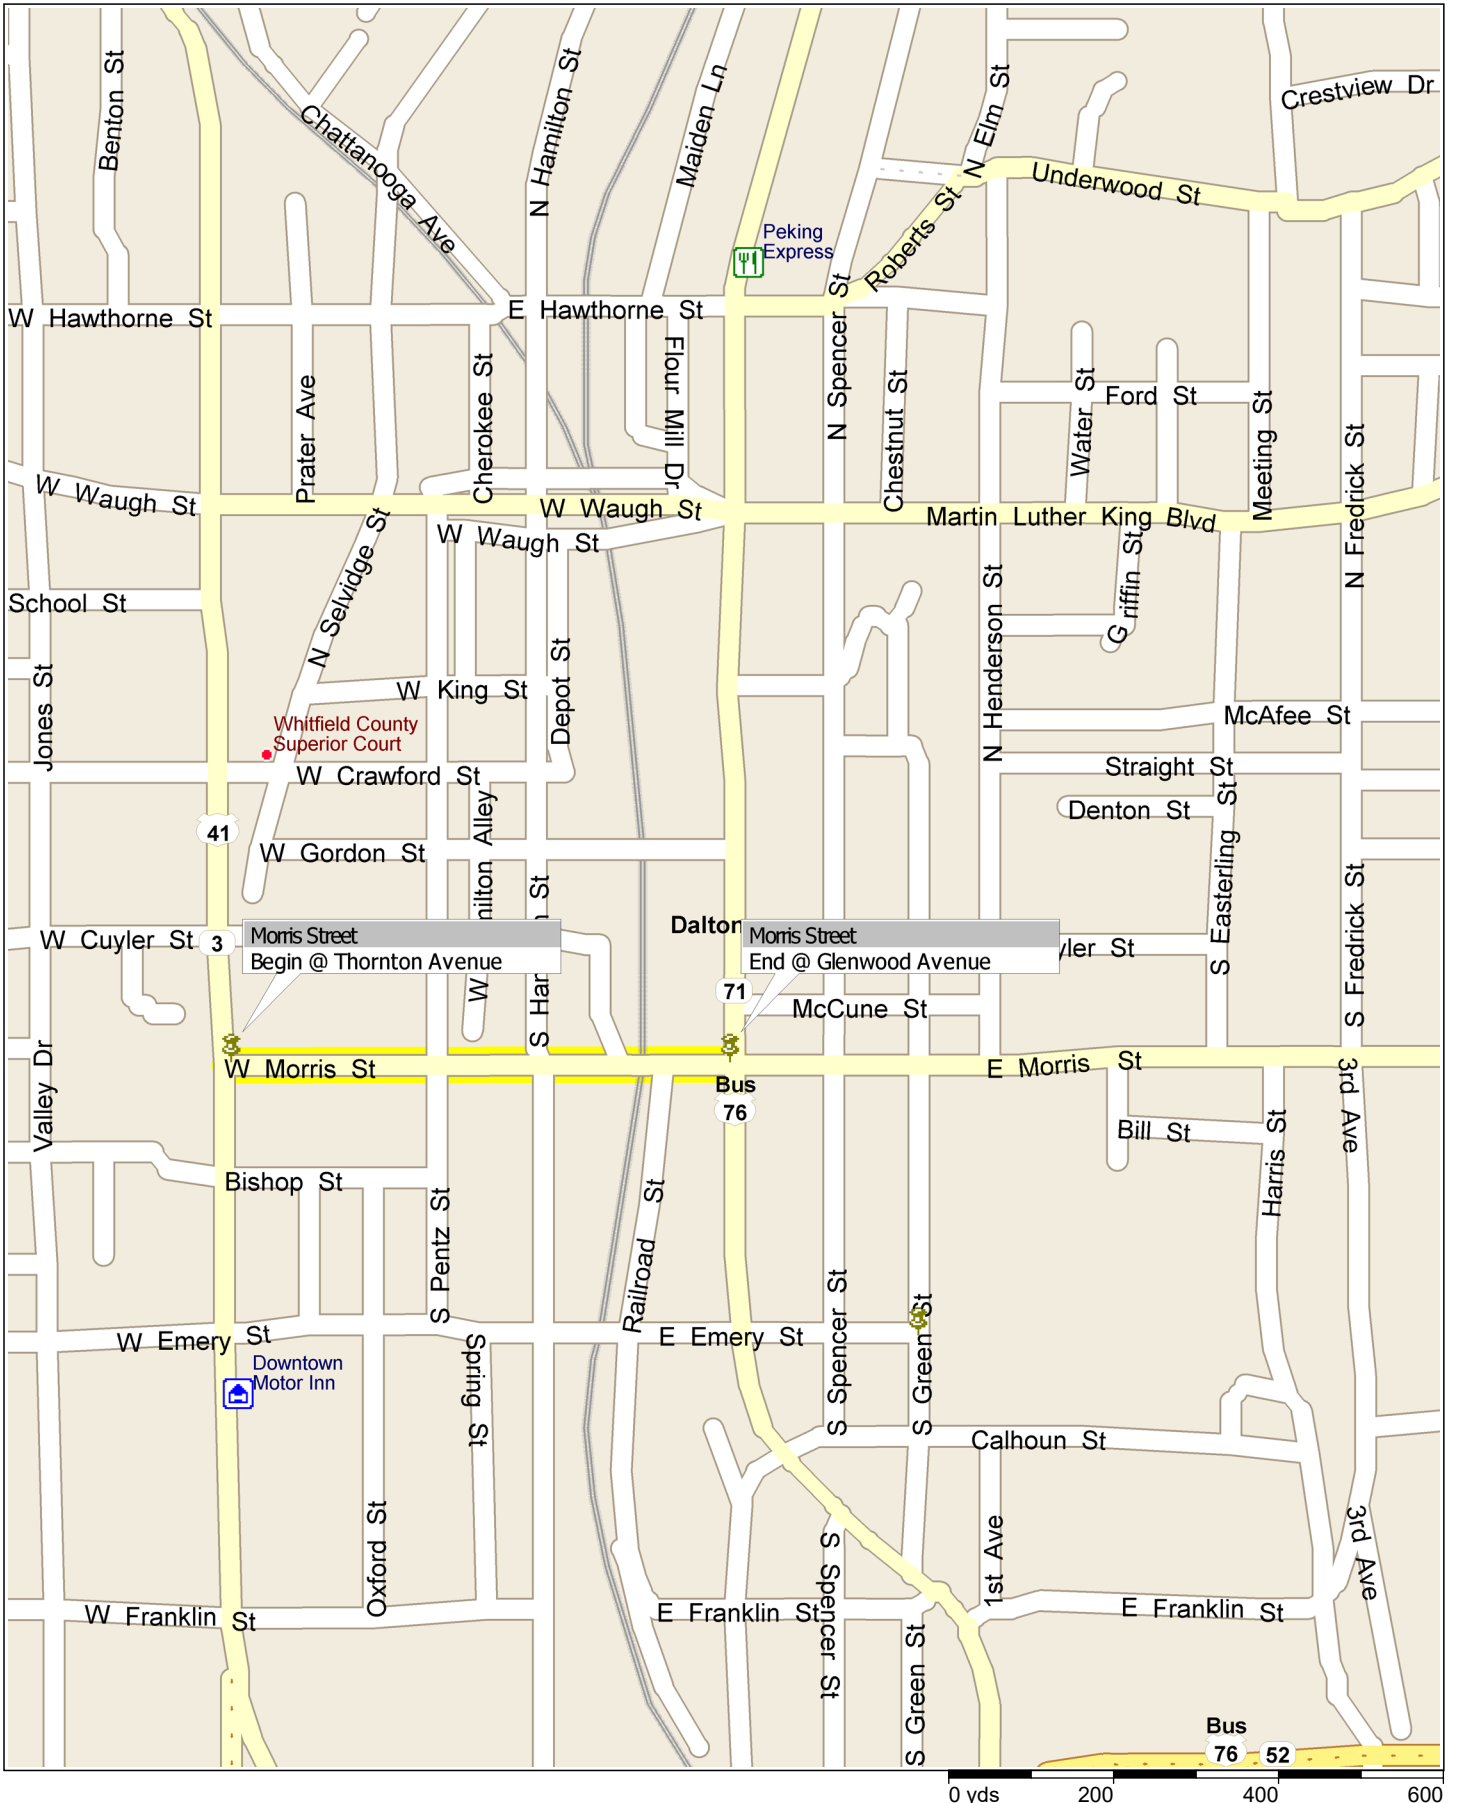 Benton St
Chattanooga Ave
N Hamilton St
Maiden Ln
N Elm St
Crestview Dr
Underwood St
Roberts St
Peking
Express
W Hawthorne St
E Hawthorne St
N Spencer St
Flour Mill Dr
Cherokee St
Prater Ave
Chestnut St
Water St
Ford St
Meeting St
N Fredrick St
W Waugh St
W Waugh St
W Waugh St
Martin Luther King Blvd
Griffin St
N Selvidge St
School St
Jones St
W King St
Depot St
N Henderson St
McAfee St
Whitfield County
Superior Court
W Crawford St
Straight St
Denton St
S Easterling St
41
W Gordon St
milton Alley
W
S Har
n St
S Fredrick St
W Cuyler St
3
Morris Street
Begin @ Thornton Avenue
Dalton
Morris Street
End @ Glenwood Avenue
yler St
71
McCune St
Valley Dr
W Morris St
E Morris St
Bus
76
3rd Ave
Bill St
Harris St
Bishop St
S Pentz St
Railroad St
S Spencer St
S Green St
W Emery St
E Emery St
Spring St
Downtown
Motor Inn
Calhoun St
Oxford St
1st Ave
3rd Ave
S Spencer St
W Franklin St
E Franklin St
E Franklin St
S Green St
Bus
76
52
0 yds
200
400
600